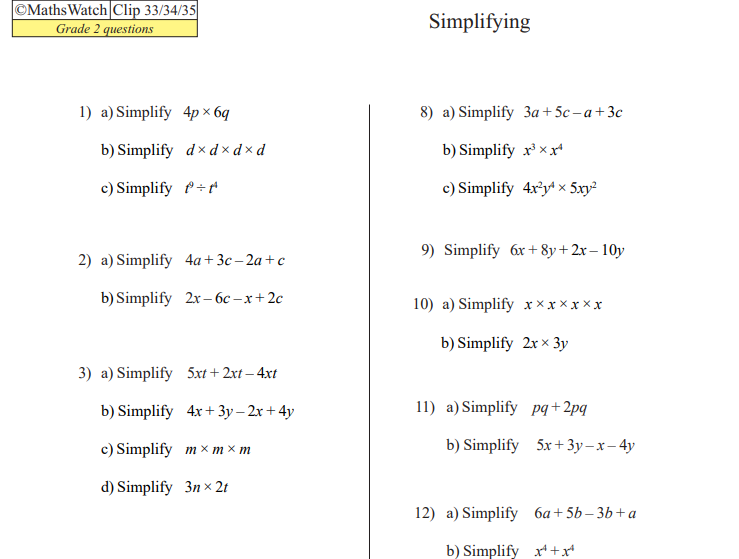 ©MathsWatch Clip 33/34/35
Grade 2 questions
Simplifying
1) a) Simplify 4p × 6q
b) Simplify d × d × d × d
c) Simplify t⁹ ÷ t⁴
2) a) Simplify 4a + 3c – 2a + c
b) Simplify 2x – 6c – x + 2c
3) a) Simplify 5xt + 2xt – 4xt
b) Simplify 4x + 3y – 2x + 4y
c) Simplify m × m × m
d) Simplify 3n × 2t
8) a) Simplify 3a + 5c – a + 3c
b) Simplify x³ × x⁴
c) Simplify 4x²y⁴ × 5xy²
9) Simplify 6x + 8y + 2x – 10y
10) a) Simplify x × x × x × x
b) Simplify 2x × 3y
11) a) Simplify pq + 2pq
b) Simplify 5x + 3y – x – 4y
12) a) Simplify 6a + 5b – 3b + a
b) Simplify x⁴ + x⁴